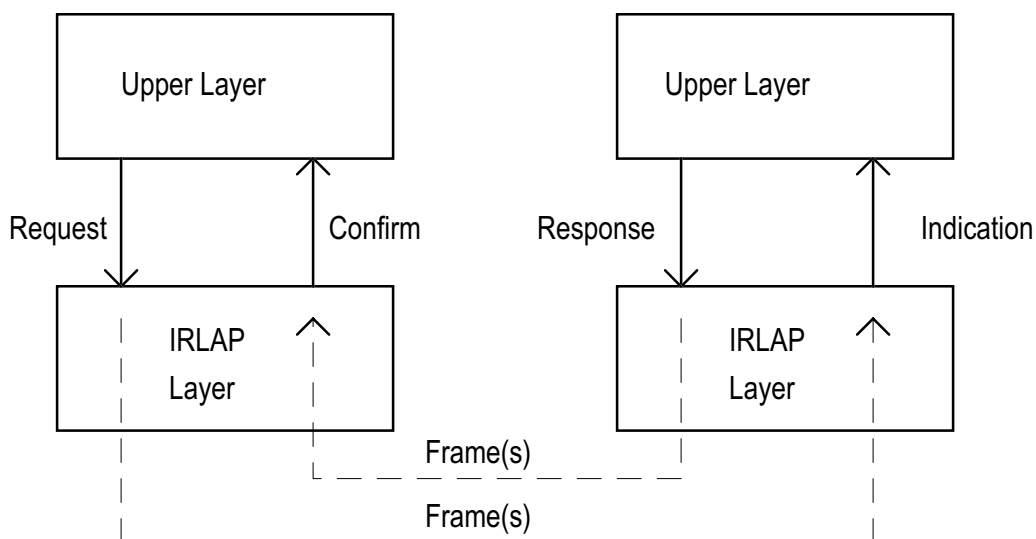 Upper Layer
Upper Layer
Request
Confirm
Response
Indication
IRLAP
Layer
IRLAP
Layer
Frame(s)
Frame(s)